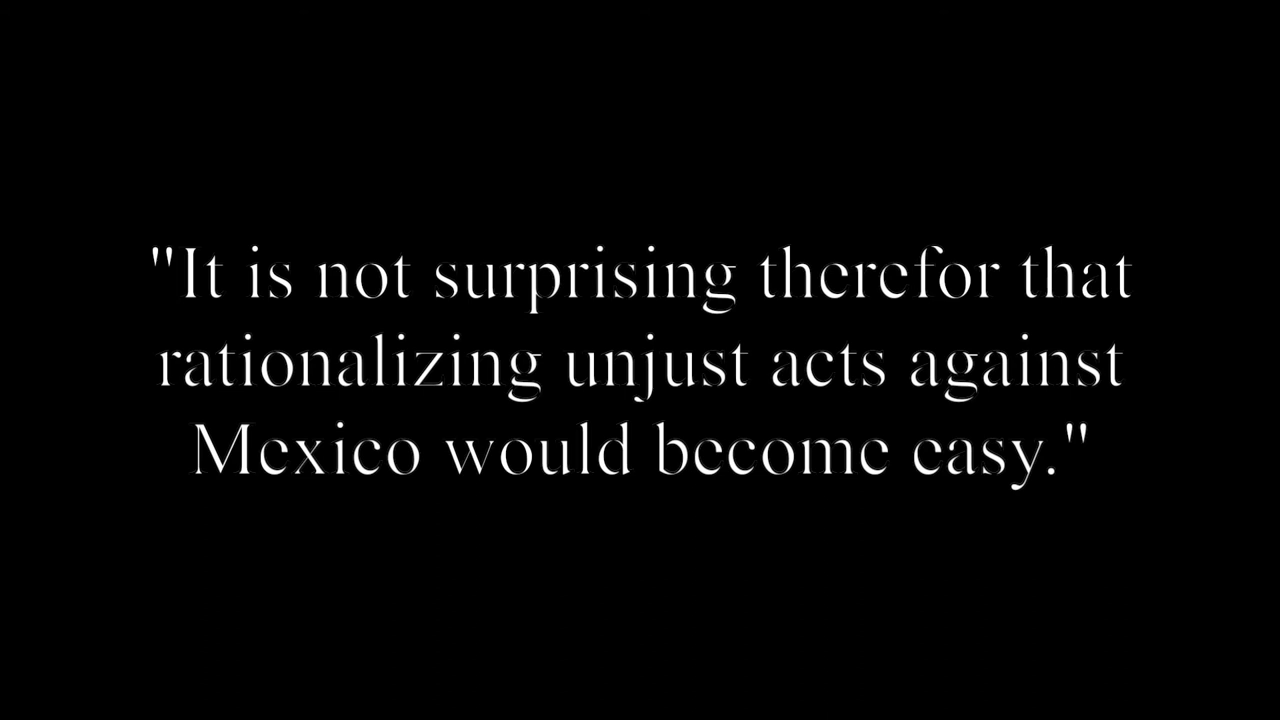 "It is not surprising therefor that
rationalizing unjust acts against
Mexico would become easy."